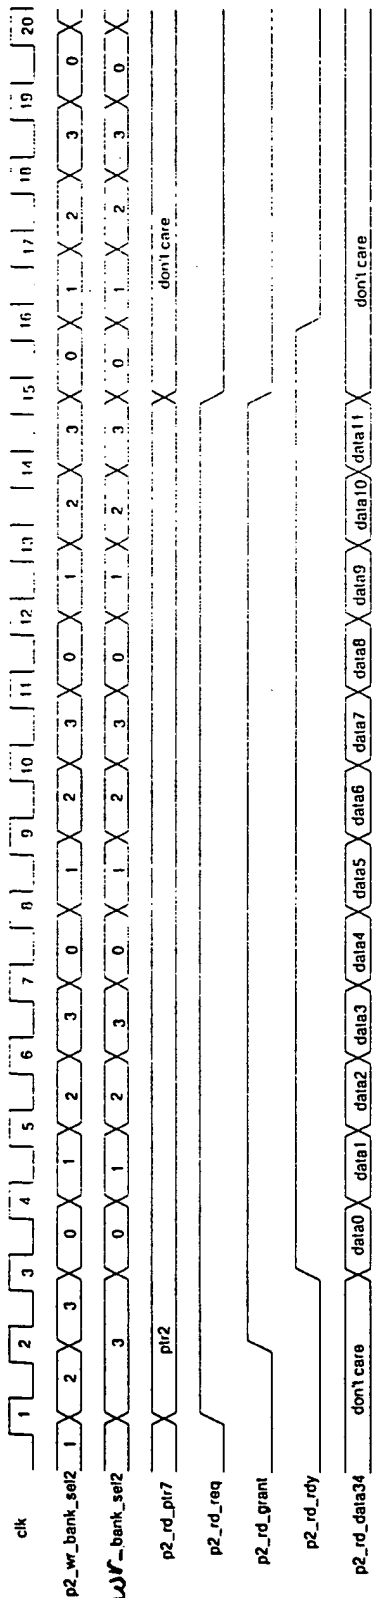 clk 1 2 3 4 5 6 7 8 9 10 11 12 13 14 15 16 17 18 19 20
p2_wr_bank_sel2 1 2 3 0 1 2 3 0 1 2 3 0 1 2 3 0 1 2 3 0
wr_bank_sel2 3 0 1 2 3 0 1 2 3 0 1 2 3 0 1 2 3 0
p2_rd_ptr7 ptr2 don't care
p2_rd_req
p2_rd_grant
p2_rd_rdy
p2_rd_data34 don't care data0 data1 data2 data3 data4 data5 data6 data7 data8 data9 data10 data11 don't care